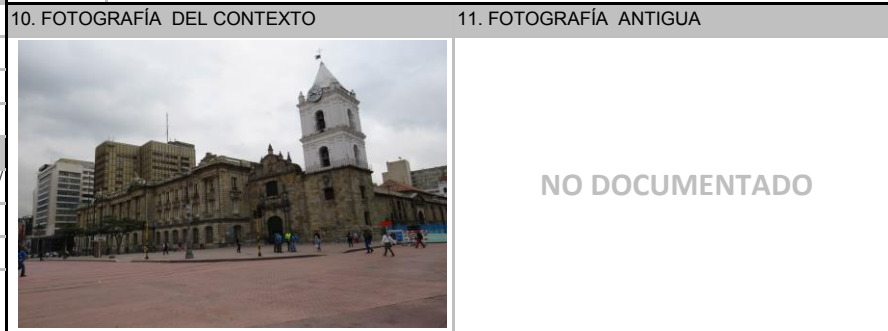 10. FOTOGRAFÍA DEL CONTEXTO
11. FOTOGRAFÍA ANTIGUA
NO DOCUMENTADO